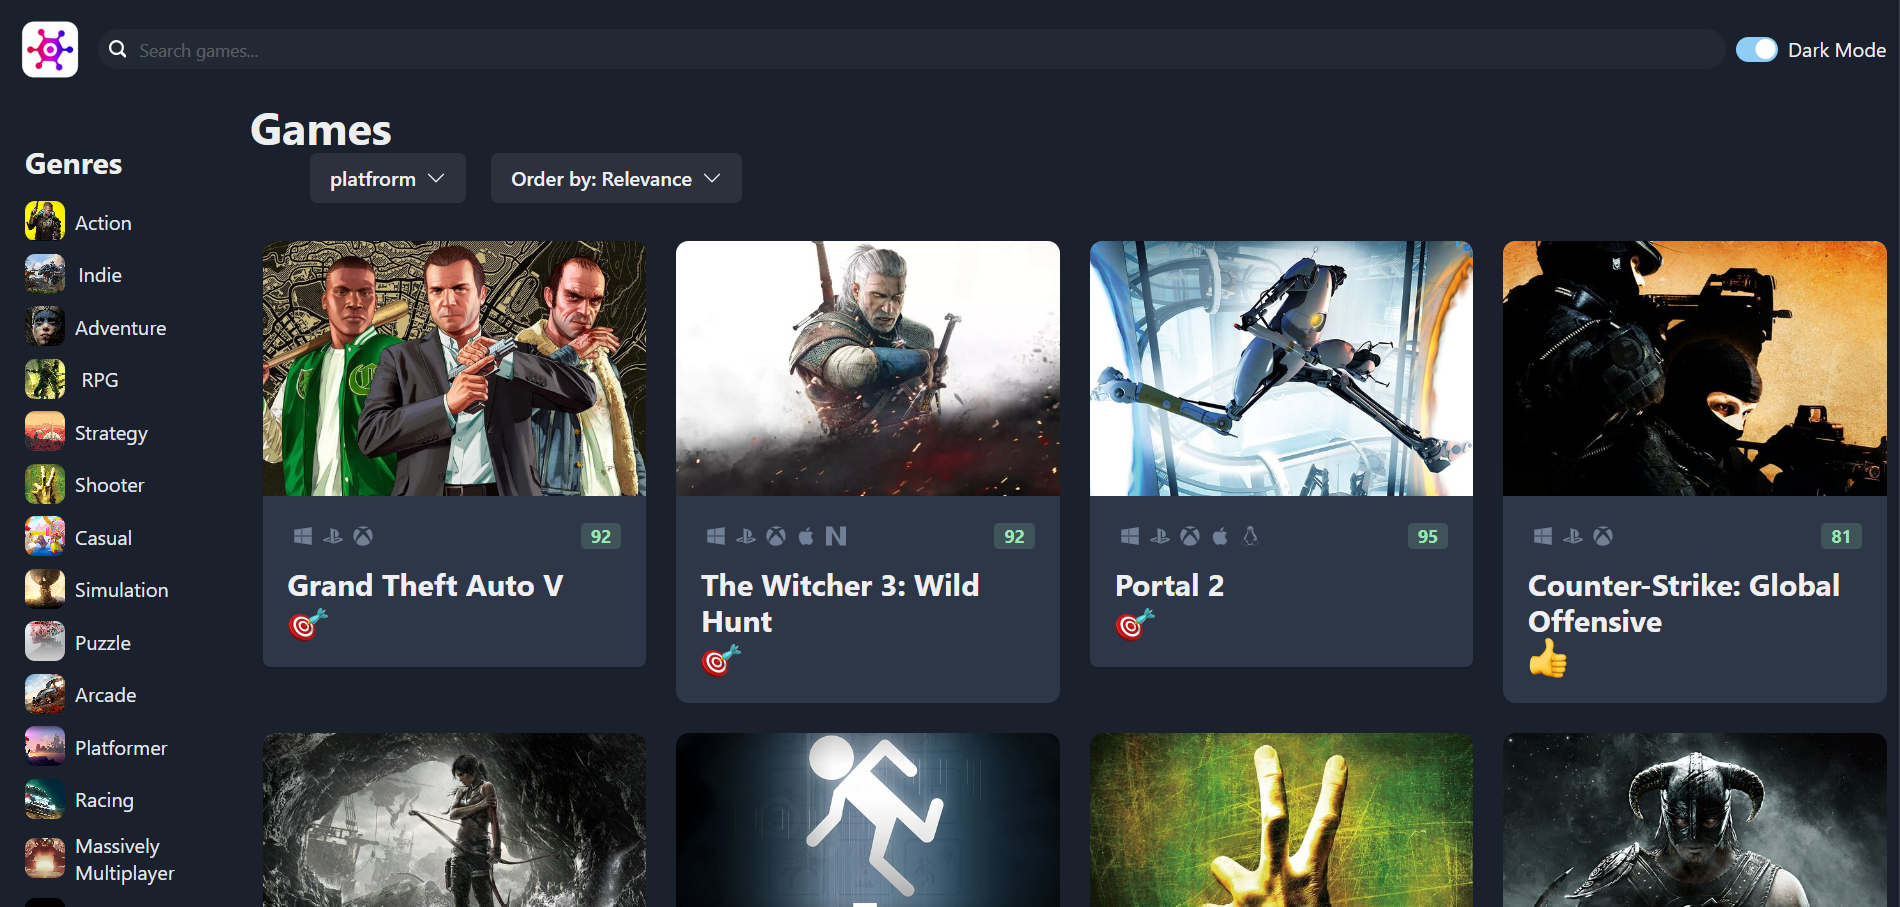 Search games...
Dark Mode
Games
platfrorm
Order by: Relevance
Genres
Action
Indie
Adventure
RPG
Strategy
Shooter
Casual
Simulation
Puzzle
Arcade
Platformer
Racing
Massively
Multiplayer
92
Grand Theft Auto V
92
The Witcher 3: Wild
Hunt
95
Portal 2
81
Counter-Strike: Global
Offensive